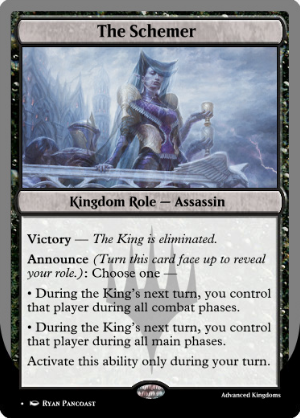 The Schemer
Kingdom Role — Assassin
Victory — The King is eliminated.
Announce (Turn this card face up to reveal
your role.): Choose one —
• During the King's next turn, you control
that player during all combat phases.
• During the King's next turn, you control
that player during all main phases.
Activate this ability only during your turn.
• Ryan Pancoast
Advanced Kingdoms